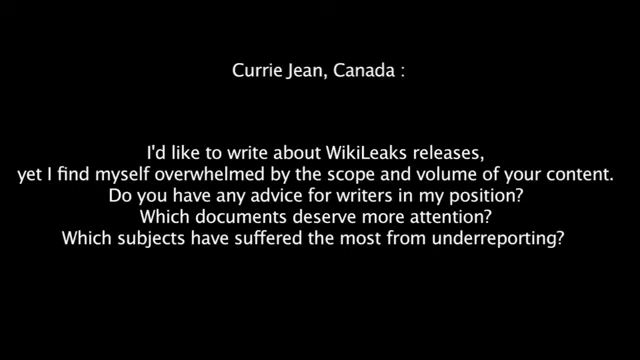 Currie Jean, Canada :
I'd like to write about WikiLeaks releases,
yet I find myself overwhelmed by the scope and volume of your content.
Do you have any advice for writers in my position?
Which documents deserve more attention?
Which subjects have suffered the most from underreporting?